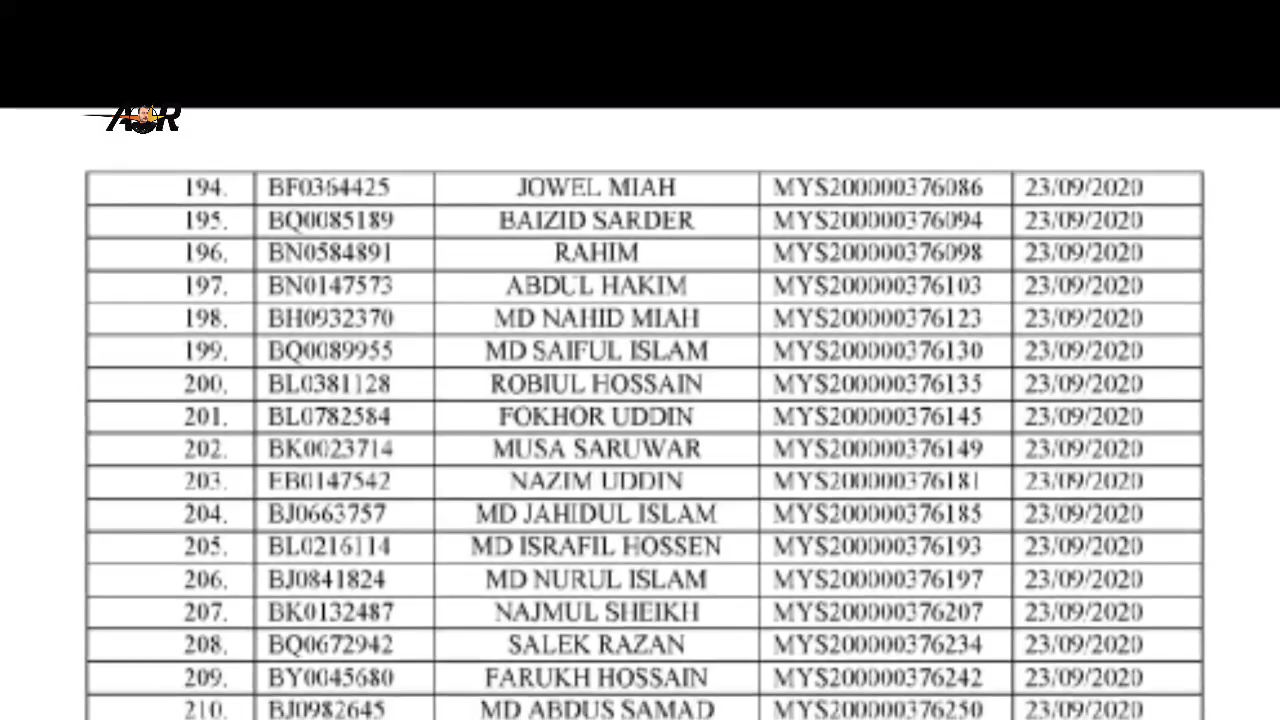 AOR
194. BF0364425 JOWEL MIAH MYS200000376086 23/09/2020
195. BQ0085189 BAIZID SARDER MYS200000376094 23/09/2020
196. BN0584891 RAHIM MYS200000376098 23/09/2020
197. BN0147573 ABDUL HAKIM MYS200000376103 23/09/2020
198. BH0932370 MD NAHID MIAH MYS200000376123 23/09/2020
199. BQ0089955 MD SAIFUL ISLAM MYS200000376130 23/09/2020
200. BL0381128 ROBIUL HOSSAIN MYS200000376135 23/09/2020
201. BL0782584 FOKHOR UDDIN MYS200000376145 23/09/2020
202. BK0023714 MUSA SARUWAR MYS200000376149 23/09/2020
203. EB0147542 NAZIM UDDIN MYS200000376181 23/09/2020
204. BJ0663757 MD JAHIDUL ISLAM MYS200000376185 23/09/2020
205. BL0216114 MD ISRAFIL HOSSEN MYS200000376193 23/09/2020
206. BJ0841824 MD NURUL ISLAM MYS200000376197 23/09/2020
207. BK0132487 NAJMUL SHEIKH MYS200000376207 23/09/2020
208. BQ0672942 SALEK RAZAN MYS200000376234 23/09/2020
209. BY0045680 FARUKH HOSSAIN MYS200000376242 23/09/2020
210. BJ0982645 MD ABDUS SAMAD MYS200000376250 23/09/2020